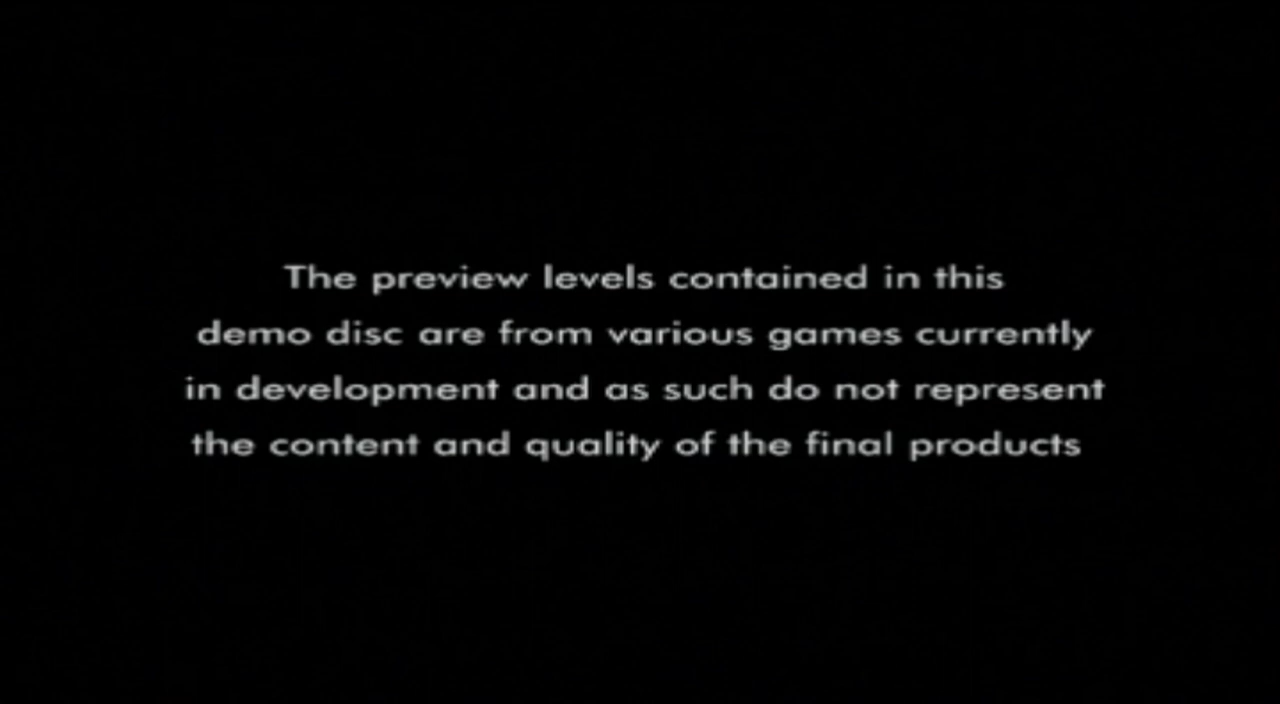 The preview levels contained in this
demo disc are from various games currently
in development and as such do not represent
the content and quality of the final products